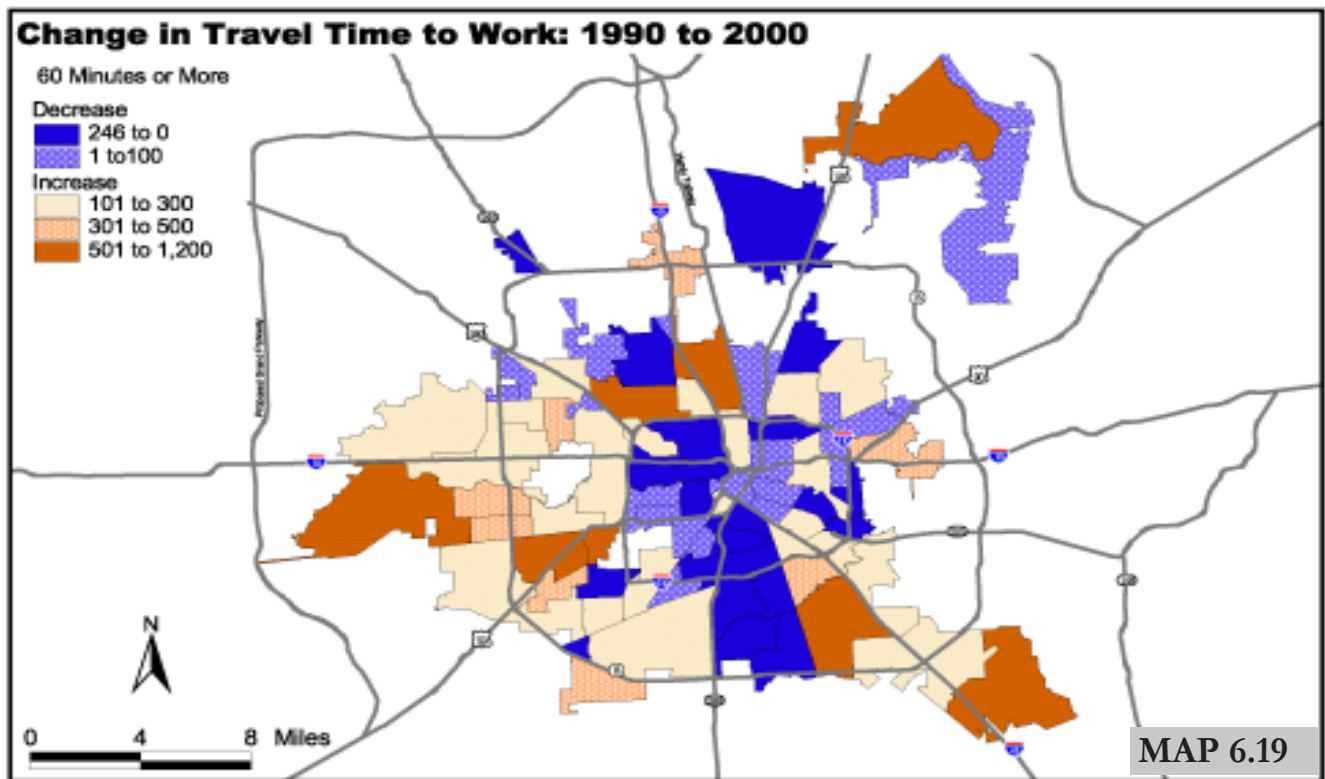 Change in Travel Time to Work: 1990 to 2000
60 Minutes or More
Decrease
246 to 0
1 to100
Increase
101 to 300
301 to 500
501 to 1,200
N
0 4 8 Miles
MAP 6.19